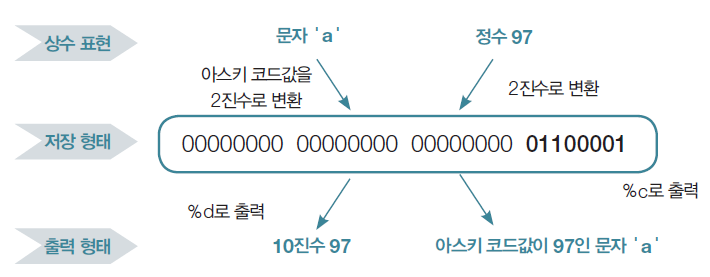 상수 표현
문자 'a'
정수 97
아스키 코드값을
2진수로 변환
2진수로 변환
저장 형태
00000000 00000000 00000000 01100001
%d로 출력
%c로 출력
출력 형태
10진수 97
아스키 코드값이 97인 문자 'a'